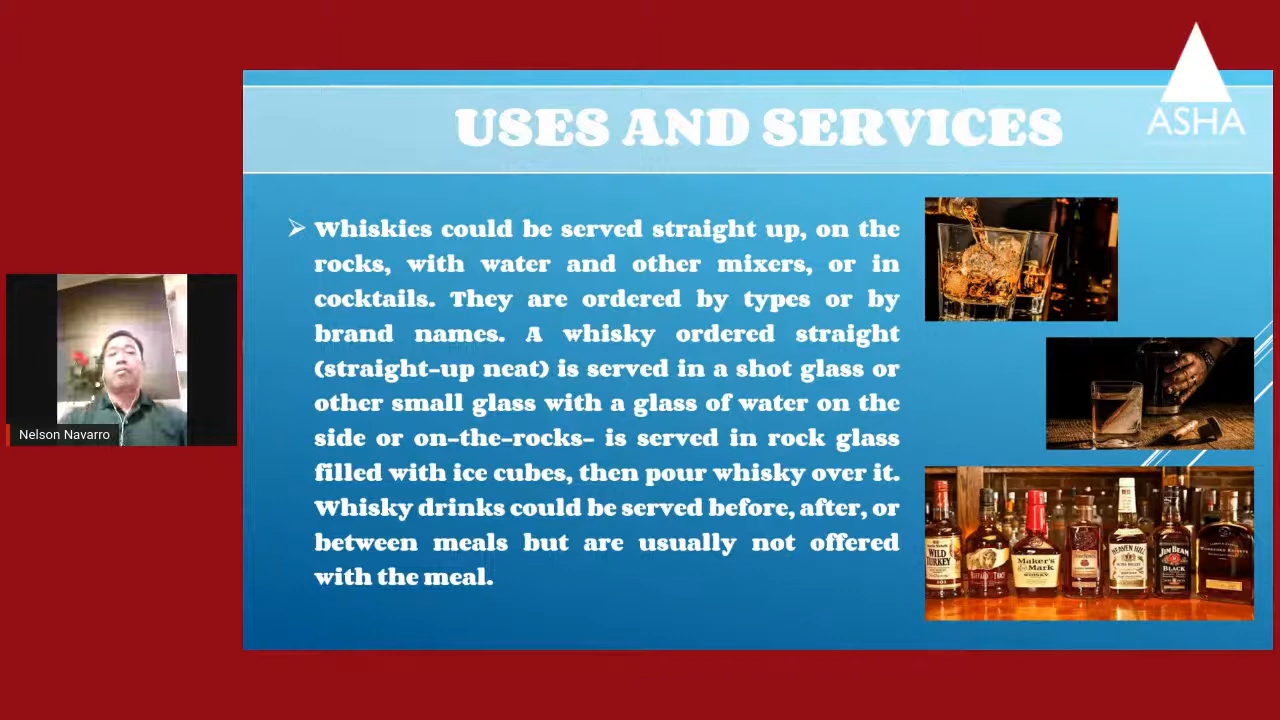 USES AND SERVICES
ASHA
➢ Whiskies could be served straight up, on the
rocks, with water and other mixers, or in
cocktails. They are ordered by types or by
brand names. A whisky ordered straight
(straight-up neat) is served in a shot glass or
other small glass with a glass of water on the
side or on-the-rocks- is served in rock glass
filled with ice cubes, then pour whisky over it.
Whisky drinks could be served before, after, or
between meals but are usually not offered
with the meal.
Nelson Navarro
WILD
TURKEY
101
Maker's
Mark
WHISKY
HEAVEN HILL
JIM BEAM
BLACK
WOODFORD RESERVE